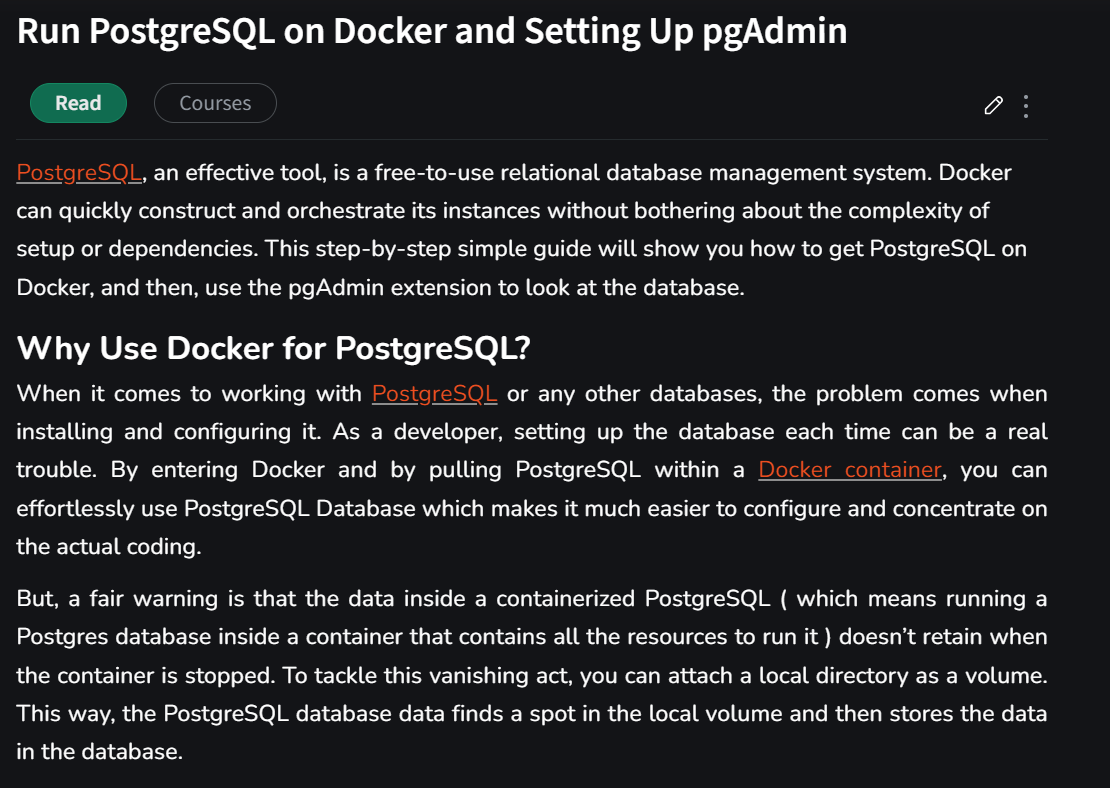 Run PostgreSQL on Docker and Setting Up pgAdmin
Read
Courses
PostgreSQL, an effective tool, is a free-to-use relational database management system. Docker
can quickly construct and orchestrate its instances without bothering about the complexity of
setup or dependencies. This step-by-step simple guide will show you how to get PostgreSQL on
Docker, and then, use the pgAdmin extension to look at the database.
Why Use Docker for PostgreSQL?
When it comes to working with PostgreSQL or any other databases, the problem comes when
installing and configuring it. As a developer, setting up the database each time can be a real
trouble. By entering Docker and by pulling PostgreSQL within a Docker container, you can
effortlessly use PostgreSQL Database which makes it much easier to configure and concentrate on
the actual coding.
But, a fair warning is that the data inside a containerized PostgreSQL ( which means running a
Postgres database inside a container that contains all the resources to run it ) doesn’t retain when
the container is stopped. To tackle this vanishing act, you can attach a local directory as a volume.
This way, the PostgreSQL database data finds a spot in the local volume and then stores the data
in the database.